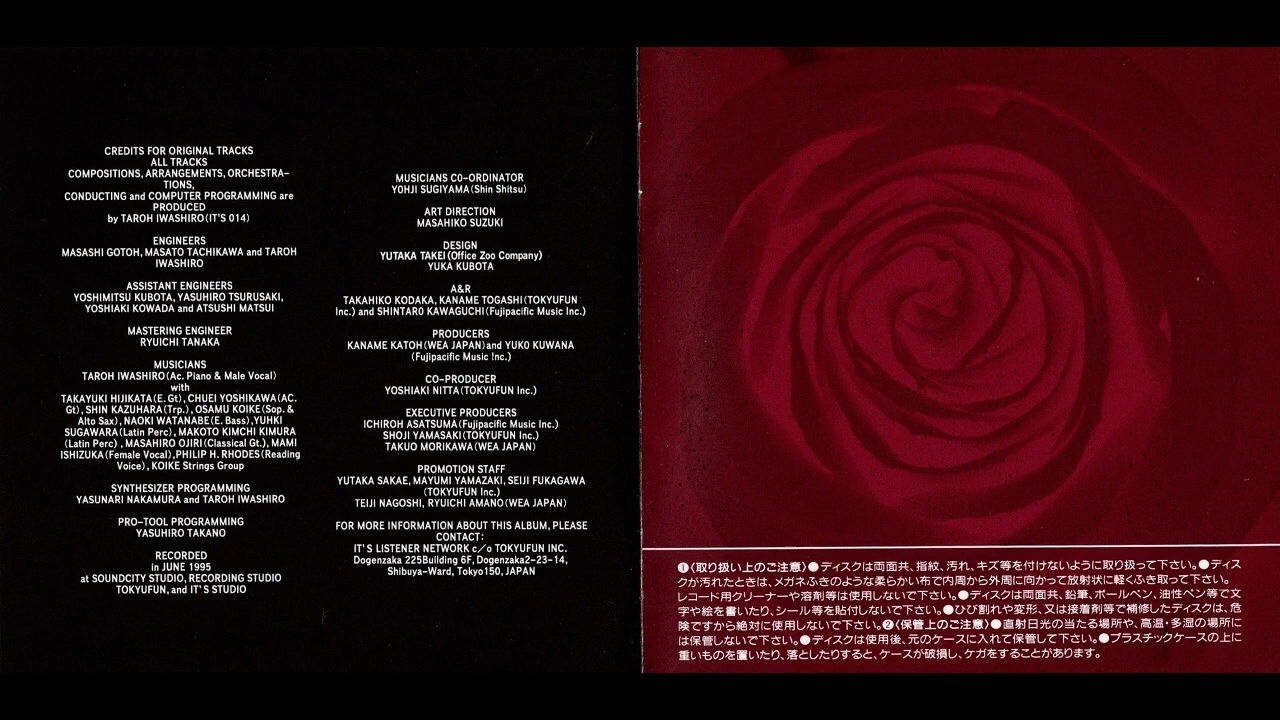 CREDITS FOR ORIGINAL TRACKS
ALL TRACKS
COMPOSITIONS, ARRANGEMENTS, ORCHESTRA-
TIONS,
CONDUCTING and COMPUTER PROGRAMMING are
PRODUCED
by TAROH IWASHIRO(IT'S 014)
ENGINEERS
MASASHI GOTOH, MASATO TACHIKAWA and TAROH
IWASHIRO
ASSISTANT ENGINEERS
YOSHIMITSU KUBOTA, YASUHIRO TSURUSAKI,
YOSHIAKI KOWADA and ATSUSHI MATSUI
MASTERING ENGINEER
RYUICHI TANAKA
MUSICIANS
TAROH IWASHIRO(Ac. Piano & Male Vocal)
with
TAKAYUKI HIJIKATA(E. Gt), CHUEI YOSHIKAWA(AC.
Gt), SHIN KAZUHARA(Trp.), OSAMU KOIKE(Sop. &
Alto Sax), NAOKI WATANABE(E. Bass),YUHKI
SUGAWARA(Latin Perc), MAKOTO KIMCHI KIMURA
(Latin Perc) , MASAHIRO OJIRI(Classical Gt.), MAMI
ISHIZUKA(Female Vocal),PHILIP H. RHODES(Reading
Voice), KOIKE Strings Group
SYNTHESIZER PROGRAMMING
YASUNARI NAKAMURA and TAROH IWASHIRO
PRO-TOOL PROGRAMMING
YASUHIRO TAKANO
RECORDED
in JUNE 1995
at SOUNDCITY STUDIO, RECORDING STUDIO
TOKYUFUN, and IT'S STUDIO
MUSICIANS CO-ORDINATOR
YOHJI SUGIYAMA(Shin Shitsu)
ART DIRECTION
MASAHIKO SUZUKI
DESIGN
YUTAKA TAKEI(Office Zoo Company)
YUKA KUBOTA
A&R
TAKAHIKO KODAKA, KANAME TOGASHI(TOKYUFUN
Inc.) and SHINTARO KAWAGUCHI(Fujipacific Music Inc.)
PRODUCERS
KANAME KATOH(WEA JAPAN)and YUKO KUWANA
(Fujipacific Music Inc.)
CO-PRODUCER
YOSHIAKI NITTA(TOKYUFUN Inc.)
EXECUTIVE PRODUCERS
ICHIROH ASATSUMA(Fujipacific Music Inc.)
SHOJI YAMASAKI(TOKYUFUN Inc.)
TAKUO MORIKAWA(WEA JAPAN)
PROMOTION STAFF
YUTAKA SAKAE, MAYUMI YAMAZAKI, SEIJI FUKAGAWA
(TOKYUFUN Inc.)
TEIJI NAGOSHI, RYUICHI AMANO(WEA JAPAN)
FOR MORE INFORMATION ABOUT THIS ALBUM, PLEASE
CONTACT:
IT'S LISTENER NETWORK c/o TOKYUFUN INC.
Dogenzaka 225Building 6F, Dogenzaka2-23-14,
Shibuya-Ward, Tokyo150, JAPAN
❶〈取り扱い上のご注意〉●ディスクは両面共、指紋、汚れ、キズ等を付けないように取り扱って下さい。●ディス
クが汚れたときは、メガネふきのような柔らかい布で内周から外周に向かって放射状に軽くふき取って下さい。
レコード用クリーナーや溶剤等は使用しないで下さい。●ディスクは両面共、鉛筆、ボールペン、油性ペン等で文
字や絵を書いたり、シール等を貼付しないで下さい。●ひび割れや変形、又は接着剤等で補修したディスクは、危
険ですから絶対に使用しないで下さい。❷〈保管上のご注意〉●直射日光の当たる場所や、高温・多湿の場所に
は保管しないで下さい。●ディスクは使用後、元のケースに入れて保管して下さい。●プラスチックケースの上に
重いものを置いたり、落としたりすると、ケースが破損し、ケガをすることがあります。